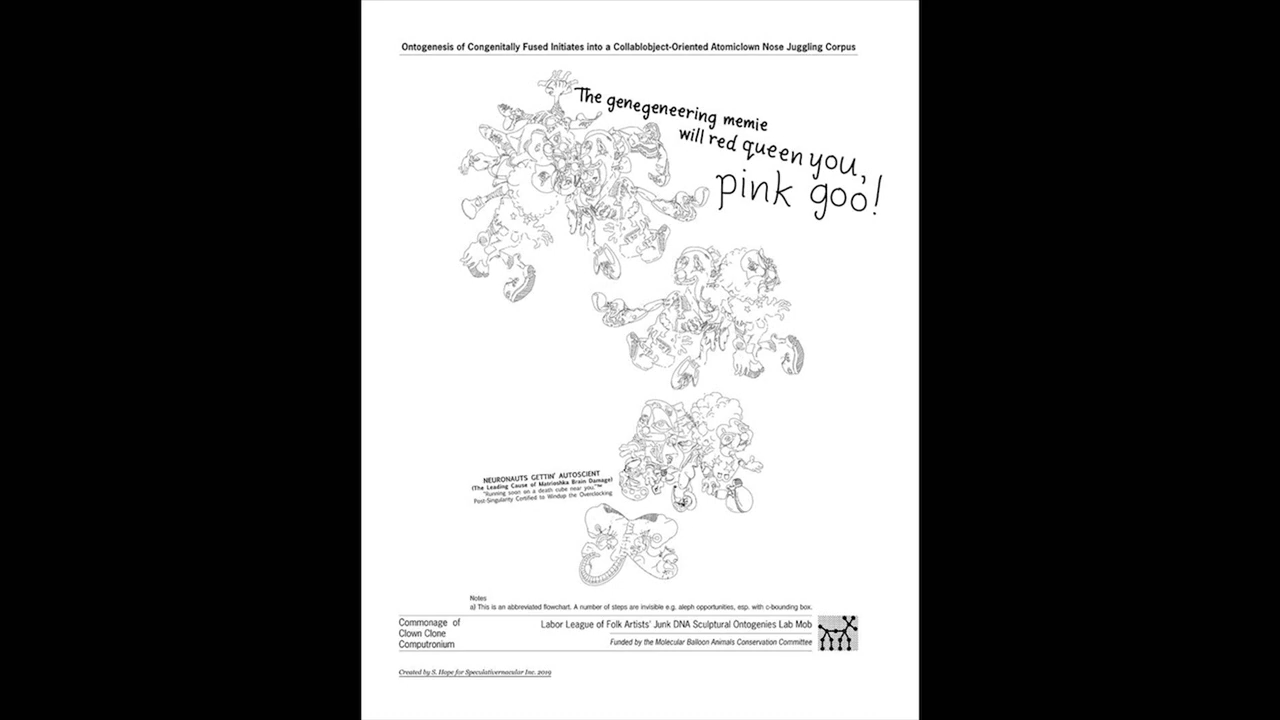 Ontogenesis of Congenitally Fused Initiates into a Collablobject-Oriented Atomiclown Nose Juggling Corpus
The genegeneering memie
will red queen you,
pink goo!
NEURONAUTS GETTIN' AUTOSCIENT
(The Leading Cause of Matrioshka Brain Damage)
"Running soon on a death cube near you."™
Post-Singularity Certified to Windup the Overclocking
Notes
a) This is an abbreviated flowchart. A number of steps are invisible e.g. aleph opportunities, esp. with c-bounding box.
Commonage of
Clown Clone
Computronium
Labor League of Folk Artists' Junk DNA Sculptural Ontogenies Lab Mob
Funded by the Molecular Balloon Animals Conservation Committee
Created by S. Hope for Speculativernacular Inc. 2019